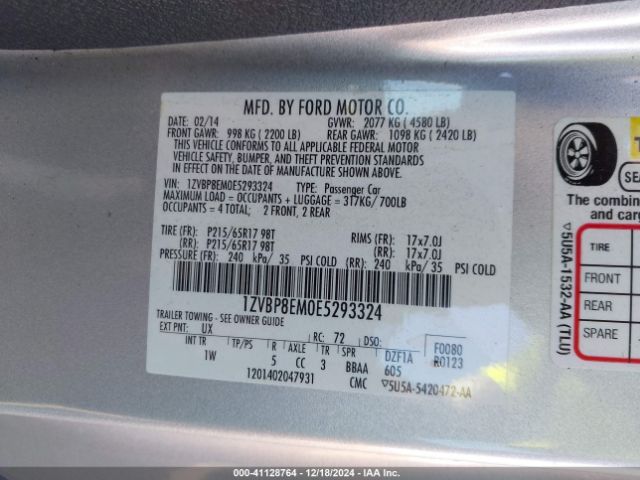 MFD. BY FORD MOTOR CO.
DATE: 02/14 GVWR: 2077 KG ( 4580 LB)
FRONT GAWR: 998 KG ( 2200 LB) REAR GAWR: 1098 KG ( 2420 LB)
THIS VEHICLE CONFORMS TO ALL APPLICABLE FEDERAL MOTOR
VEHICLE SAFETY, BUMPER, AND THEFT PREVENTION STANDARDS
IN EFFECT ON THE DATE OF MANUFACTURE SHOWN ABOVE.
VIN: 1ZVBP8EM0E5293324 TYPE: Passenger Car
MAXIMUM LOAD = OCCUPANTS + LUGGAGE = 317KG/ 700LB
OCCUPANTS = 4 TOTAL; 2 FRONT, 2 REAR
TIRE (FR): P215/65R17 98T RIMS (FR): 17x7.0J
(RR): P215/65R17 98T (RR): 17x7.0J
PRESSURE (FR): 240 kPa/ 35 PSI COLD (RR): 240 kPa/ 35 PSI COLD
1ZVBP8EM0E5293324
TRAILER TOWING - SEE OWNER GUIDE
EXT PNT: UX RC: 72 DSO: F0080
INT TR TP/PS R AXLE TR SPR DZF1A R0123
1W 5 CC 3 BBAA 605
1201402047931 CMC ▽5U5A-5420472-AA
The combin
and carg
TIRE
FRONT
REAR
SPARE
▽5U5A-1532-AA (TLU)
000-41128764 - 12/18/2024 - IAA Inc.